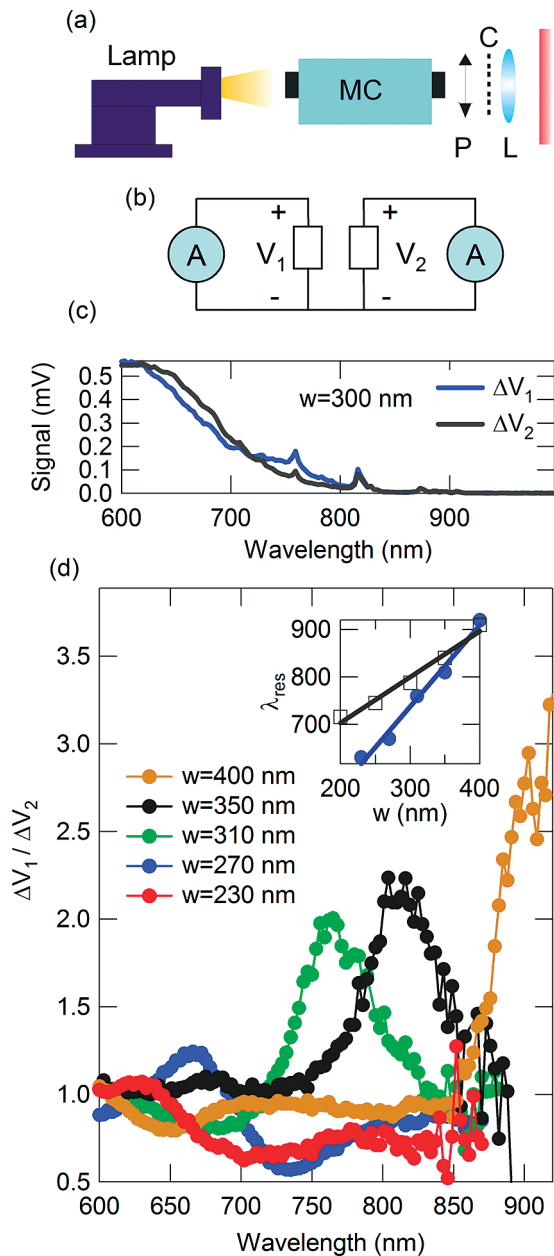 (a)
Lamp
MC
C
P
L
(b)
A
+
V1
-
+
V2
-
A
(c)
Signal (mV)
0.5
0.4
0.3
0.2
0.1
0.0
w=300 nm
ΔV1
ΔV2
600
700
800
900
Wavelength (nm)
(d)
ΔV1 / ΔV2
3.5
3.0
2.5
2.0
1.5
1.0
0.5
w=400 nm
w=350 nm
w=310 nm
w=270 nm
w=230 nm
λres
900
800
700
200
300
400
w (nm)
600
650
700
750
800
850
900
Wavelength (nm)